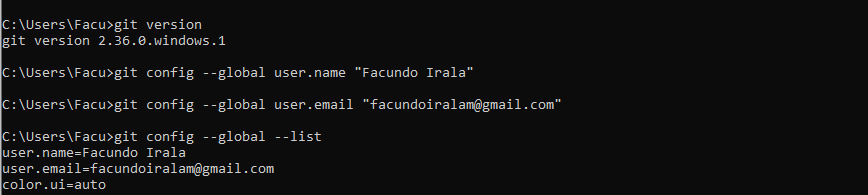 C:\Users\Facu>git version
git version 2.36.0.windows.1
C:\Users\Facu>git config --global user.name "Facundo Irala"
C:\Users\Facu>git config --global user.email "facundoiralam@gmail.com"
C:\Users\Facu>git config --global --list
user.name=Facundo Irala
user.email=facundoiralam@gmail.com
color.ui=auto